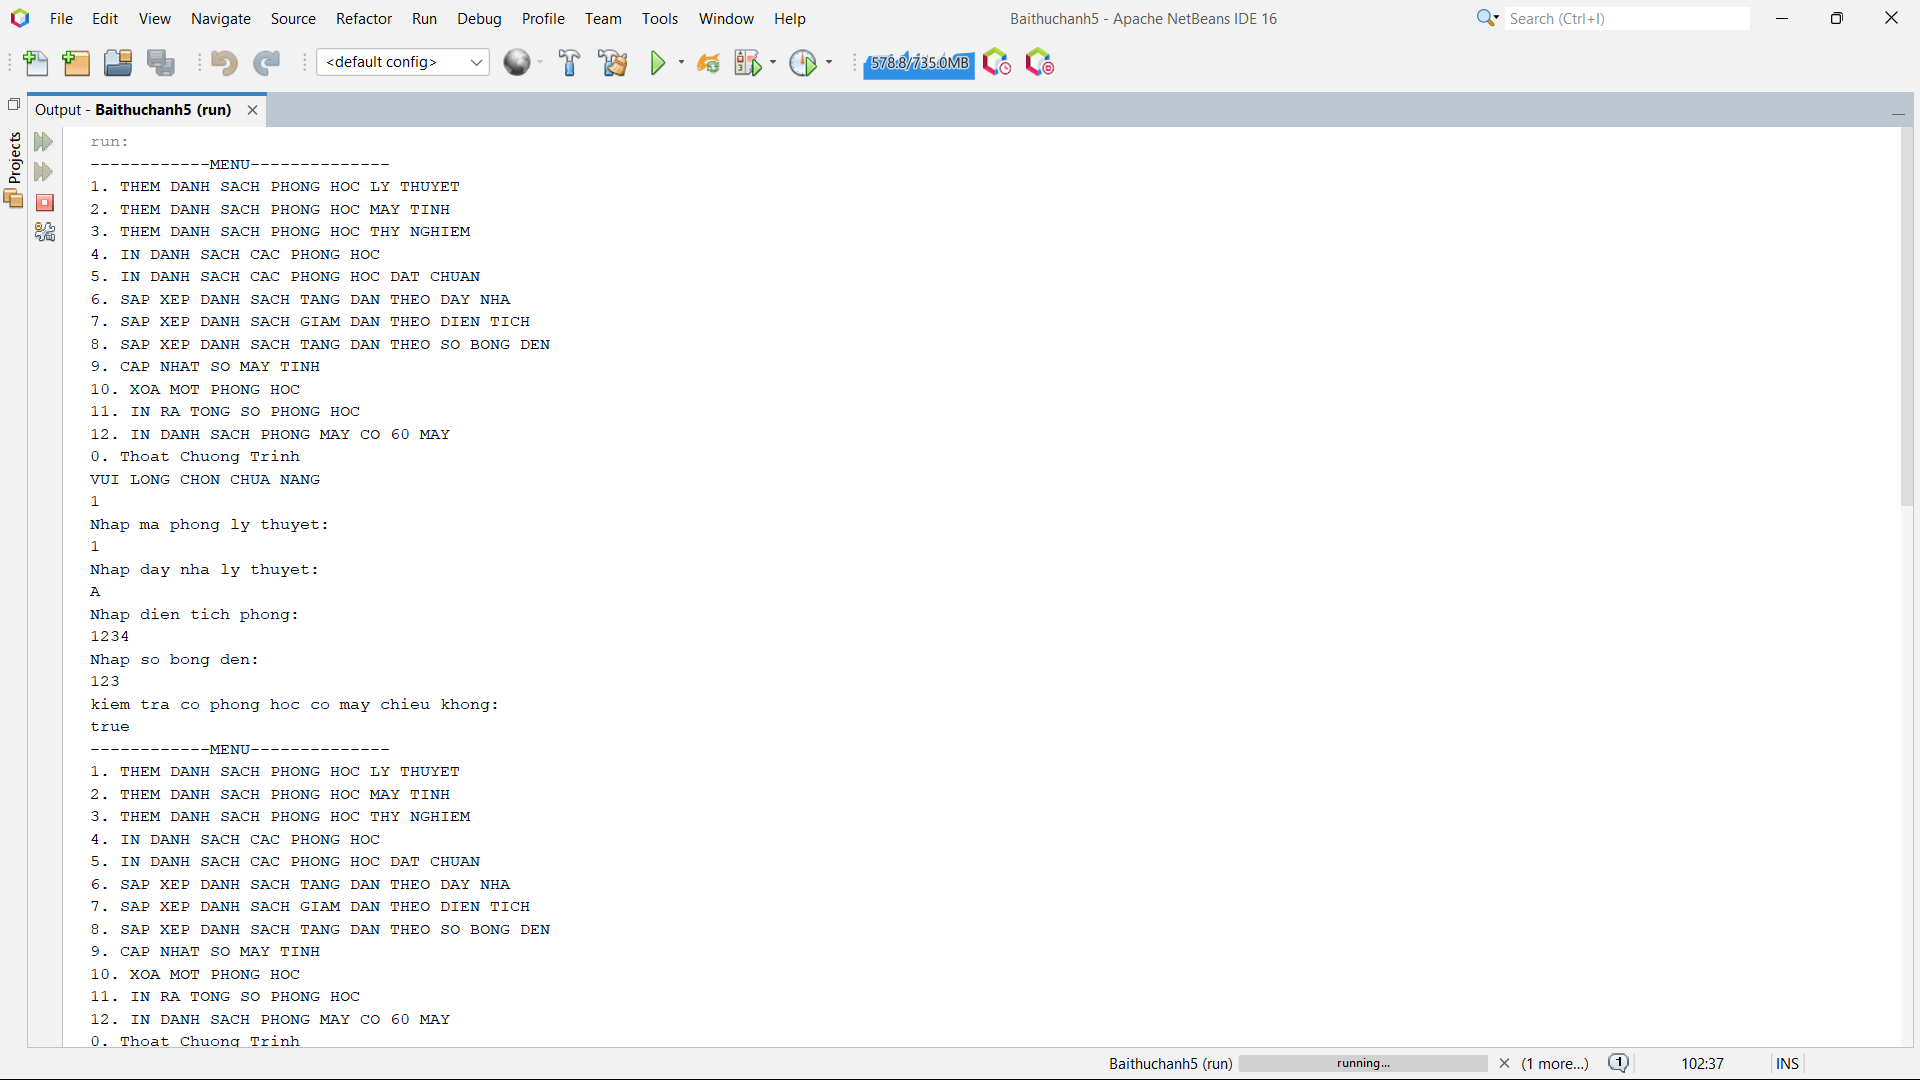 File Edit View Navigate Source Refactor Run Debug Profile Team Tools Window Help
Baithuchanh5 - Apache NetBeans IDE 16
Search (Ctrl+I)
<default config>
578.8/735.0MB
Output - Baithuchanh5 (run)
Projects
run:
------------MENU--------------
1. THEM DANH SACH PHONG HOC LY THUYET
2. THEM DANH SACH PHONG HOC MAY TINH
3. THEM DANH SACH PHONG HOC THY NGHIEM
4. IN DANH SACH CAC PHONG HOC
5. IN DANH SACH CAC PHONG HOC DAT CHUAN
6. SAP XEP DANH SACH TANG DAN THEO DAY NHA
7. SAP XEP DANH SACH GIAM DAN THEO DIEN TICH
8. SAP XEP DANH SACH TANG DAN THEO SO BONG DEN
9. CAP NHAT SO MAY TINH
10. XOA MOT PHONG HOC
11. IN RA TONG SO PHONG HOC
12. IN DANH SACH PHONG MAY CO 60 MAY
0. Thoat Chuong Trinh
VUI LONG CHON CHUA NANG
1
Nhap ma phong ly thuyet:
1
Nhap day nha ly thuyet:
A
Nhap dien tich phong:
1234
Nhap so bong den:
123
kiem tra co phong hoc co may chieu khong:
true
------------MENU--------------
1. THEM DANH SACH PHONG HOC LY THUYET
2. THEM DANH SACH PHONG HOC MAY TINH
3. THEM DANH SACH PHONG HOC THY NGHIEM
4. IN DANH SACH CAC PHONG HOC
5. IN DANH SACH CAC PHONG HOC DAT CHUAN
6. SAP XEP DANH SACH TANG DAN THEO DAY NHA
7. SAP XEP DANH SACH GIAM DAN THEO DIEN TICH
8. SAP XEP DANH SACH TANG DAN THEO SO BONG DEN
9. CAP NHAT SO MAY TINH
10. XOA MOT PHONG HOC
11. IN RA TONG SO PHONG HOC
12. IN DANH SACH PHONG MAY CO 60 MAY
0. Thoat Chuong Trinh
Baithuchanh5 (run) running... (1 more...) 1 102:37 INS